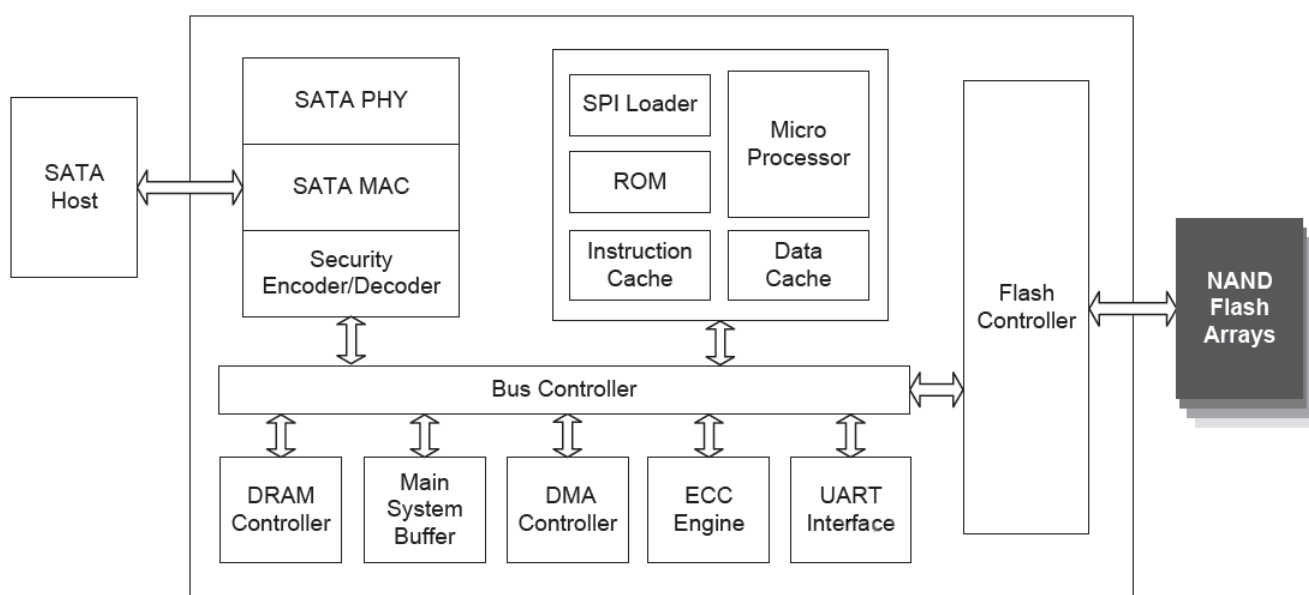 SATA
Host
SATA PHY
SATA MAC
Security
Encoder/Decoder
SPI Loader
ROM
Instruction
Cache
Micro
Processor
Data
Cache
Flash
Controller
NAND
Flash
Arrays
Bus Controller
DRAM
Controller
Main
System
Buffer
DMA
Controller
ECC
Engine
UART
Interface